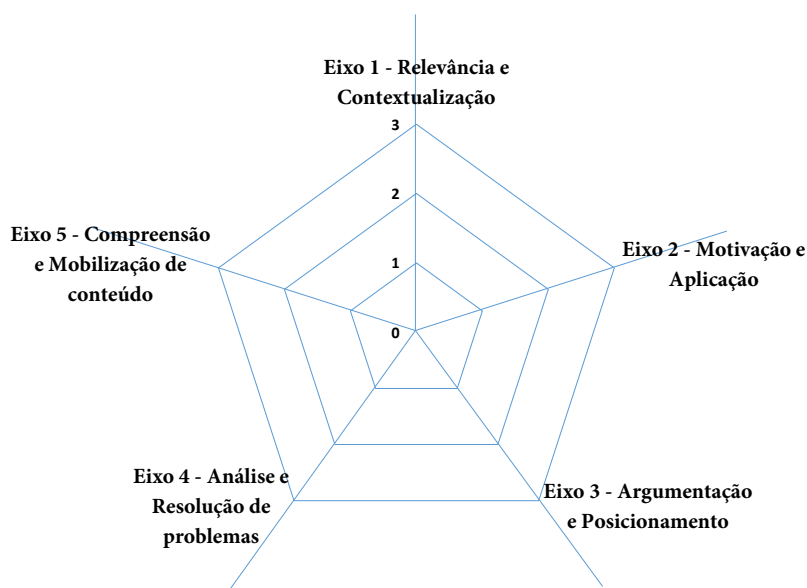 Eixo 1 - Relevância e
Contextualização
3
2
1
0
Eixo 2 - Motivação e
Aplicação
Eixo 3 - Argumentação
e Posicionamento
Eixo 4 - Análise e
Resolução de
problemas
Eixo 5 - Compreensão
e Mobilização de
conteúdo